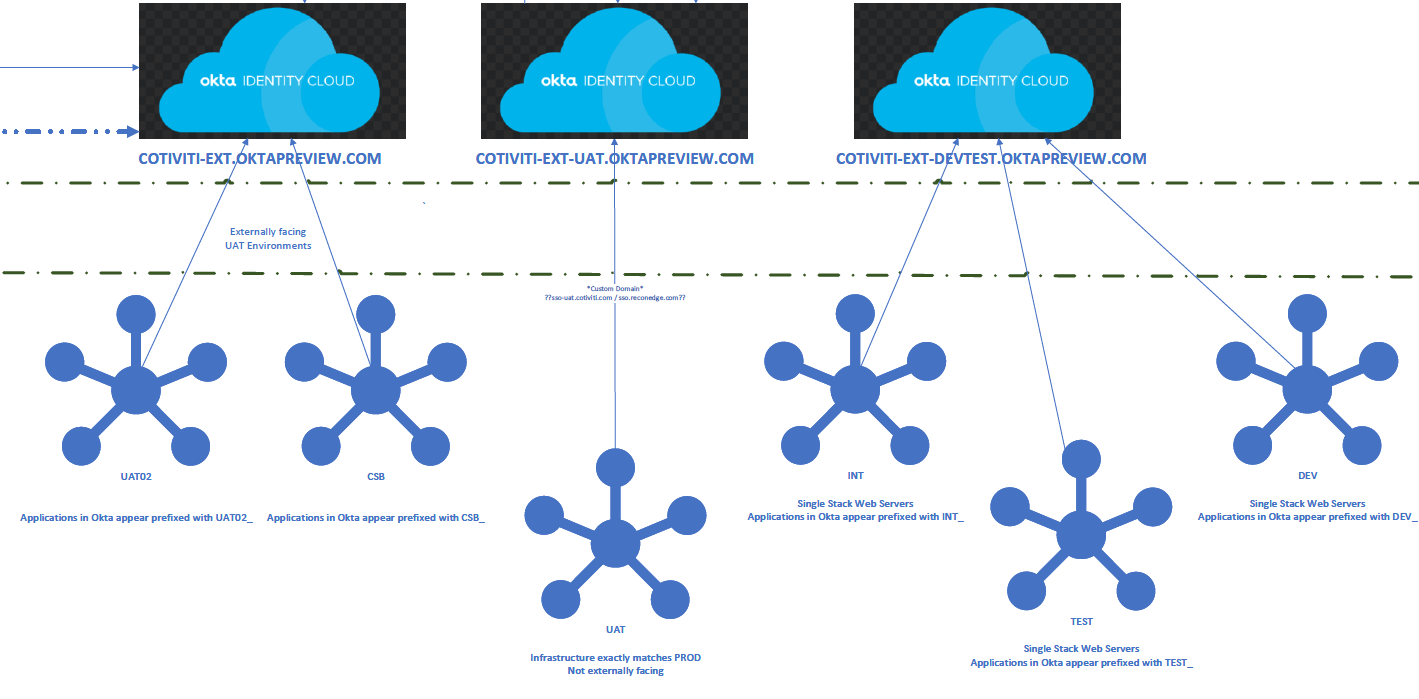 okta IDENTITY CLOUD
okta IDENTITY CLOUD
okta IDENTITY CLOUD
COTIVITI-EXT.OKTAPREVIEW.COM
COTIVITI-EXT-UAT.OKTAPREVIEW.COM
COTIVITI-EXT-DEVTEST.OKTAPREVIEW.COM
Externally facing
UAT Environments
*Custom Domain*
??sso-uat.cotiviti.com / sso.reconedge.com??
UAT02
Applications in Okta appear prefixed with UAT02_
CSB
Applications in Okta appear prefixed with CSB_
UAT
Infrastructure exactly matches PROD
Not externally facing
INT
Single Stack Web Servers
Applications in Okta appear prefixed with INT_
TEST
Single Stack Web Servers
Applications in Okta appear prefixed with TEST_
DEV
Single Stack Web Servers
Applications in Okta appear prefixed with DEV_